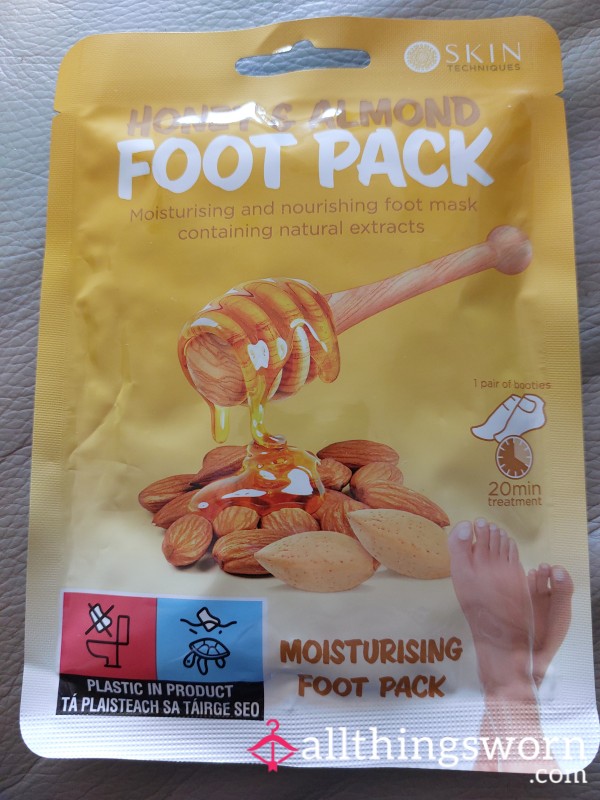 SKIN
TECHNIQUES
HONEY & ALMOND
FOOT PACK
Moisturising and nourishing foot mask
containing natural extracts
1 pair of booties
20min
treatment
MOISTURISING
FOOT PACK
PLASTIC IN PRODUCT
TÁ PLAISTEACH SA TÁIRGE SEO
allthingsworn
.com